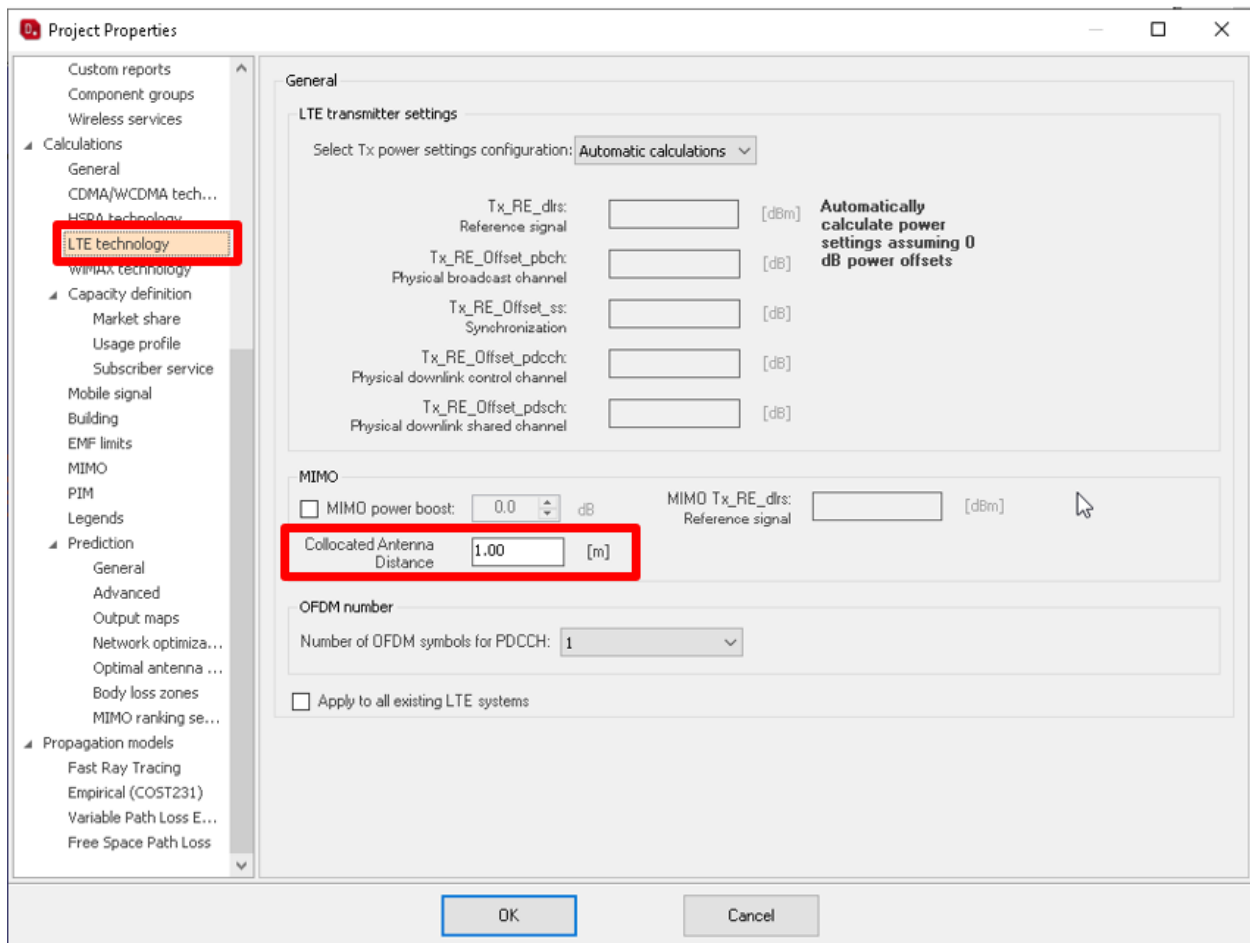 Project Properties
Custom reports
Component groups
Wireless services
Calculations
General
CDMA/WCDMA tech...
HSPA technology
LTE technology
WiMAX technology
Capacity definition
Market share
Usage profile
Subscriber service
Mobile signal
Building
EMF limits
MIMO
PIM
Legends
Prediction
General
Advanced
Output maps
Network optimiza...
Optimal antenna ...
Body loss zones
MIMO ranking se...
Propagation models
Fast Ray Tracing
Empirical (COST231)
Variable Path Loss E...
Free Space Path Loss
General
LTE transmitter settings
Select Tx power settings configuration: Automatic calculations
Tx_RE_dlrs: [dBm]
Reference signal
Tx_RE_Offset_pbch: [dB]
Physical broadcast channel
Tx_RE_Offset_ss: [dB]
Synchronization
Tx_RE_Offset_pdcch: [dB]
Physical downlink control channel
Tx_RE_Offset_pdsch: [dB]
Physical downlink shared channel
Automatically
calculate power
settings assuming 0
dB power offsets
MIMO
MIMO power boost: 0.0 dB
MIMO Tx_RE_dlrs: [dBm]
Reference signal
Collocated Antenna
Distance 1.00 [m]
OFDM number
Number of OFDM symbols for PDCCH: 1
Apply to all existing LTE systems
OK
Cancel